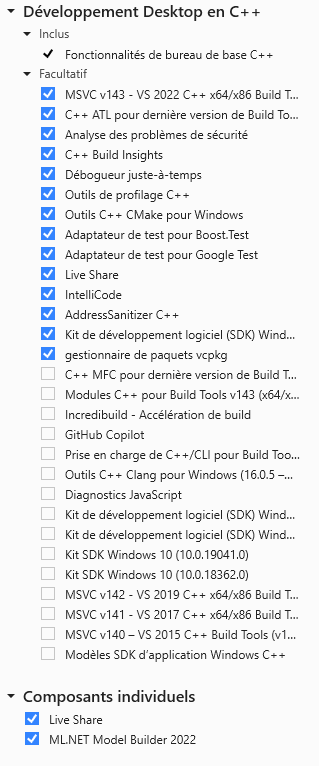 Développement Desktop en C++
Inclus
Fonctionnalités de bureau de base C++
Facultatif
MSVC v143 - VS 2022 C++ x64/x86 Build T...
C++ ATL pour dernière version de Build To...
Analyse des problèmes de sécurité
C++ Build Insights
Débogueur juste-à-temps
Outils de profilage C++
Outils C++ CMake pour Windows
Adaptateur de test pour Boost.Test
Adaptateur de test pour Google Test
Live Share
IntelliCode
AddressSanitizer C++
Kit de développement logiciel (SDK) Wind...
gestionnaire de paquets vcpkg
C++ MFC pour dernière version de Build T...
Modules C++ pour Build Tools v143 (x64/x...
Incredibuild - Accélération de build
GitHub Copilot
Prise en charge de C++/CLI pour Build Too...
Outils C++ Clang pour Windows (16.0.5 –...
Diagnostics JavaScript
Kit de développement logiciel (SDK) Wind...
Kit de développement logiciel (SDK) Wind...
Kit SDK Windows 10 (10.0.19041.0)
Kit SDK Windows 10 (10.0.18362.0)
MSVC v142 - VS 2019 C++ x64/x86 Build T...
MSVC v141 - VS 2017 C++ x64/x86 Build T...
MSVC v140 – VS 2015 C++ Build Tools (v1...
Modèles SDK d’application Windows C++
Composants individuels
Live Share
ML.NET Model Builder 2022